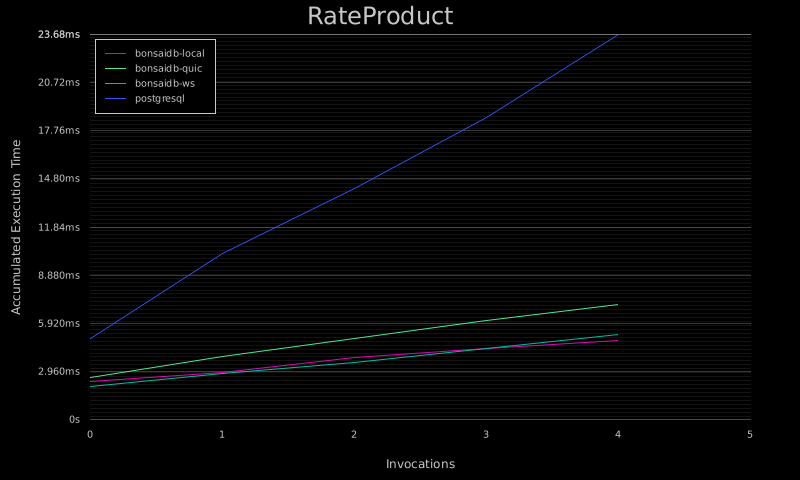 RateProduct
23.68ms
bonsaidb-local
bonsaidb-quic
bonsaidb-ws
postgresql
20.72ms
17.76ms
14.80ms
11.84ms
8.880ms
5.920ms
2.960ms
0s
Accumulated Execution Time
0 1 2 3 4 5
Invocations